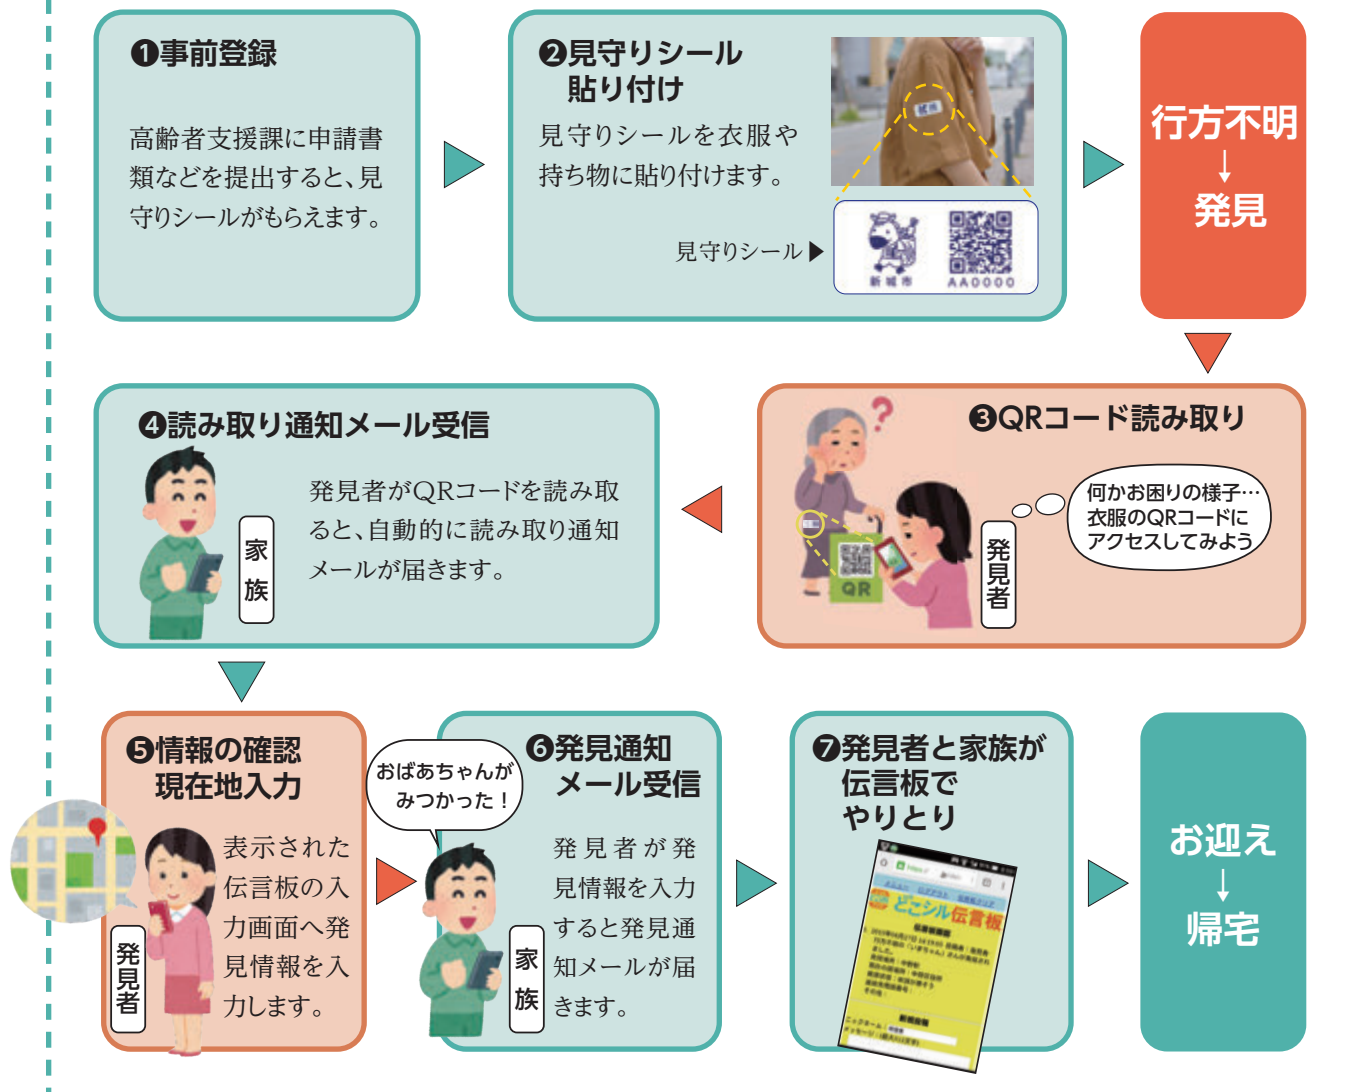 ❶事前登録
高齢者支援課に申請書
類などを提出すると、見
守りシールがもらえます。
❷見守りシール
貼り付け
見守りシールを衣服や
持ち物に貼り付けます。
見守りシール▶
新城市
AA0000
行方不明
↓
発見
❸QRコード読み取り
何かお困りの様子…
衣服のQRコードに
アクセスしてみよう
発見者
QR
❹読み取り通知メール受信
発見者がQRコードを読み取
ると、自動的に読み取り通知
メールが届きます。
家族
❺情報の確認
現在地入力
表示された
伝言板の入
力画面へ発
見情報を入
力します。
発見者
おばあちゃんが
みつかった！
❻発見通知
メール受信
発見者が発
見情報を入力
すると発見通
知メールが届
きます。
家族
❼発見者と家族が
伝言板で
やりとり
どこシル伝言板
お迎え
↓
帰宅